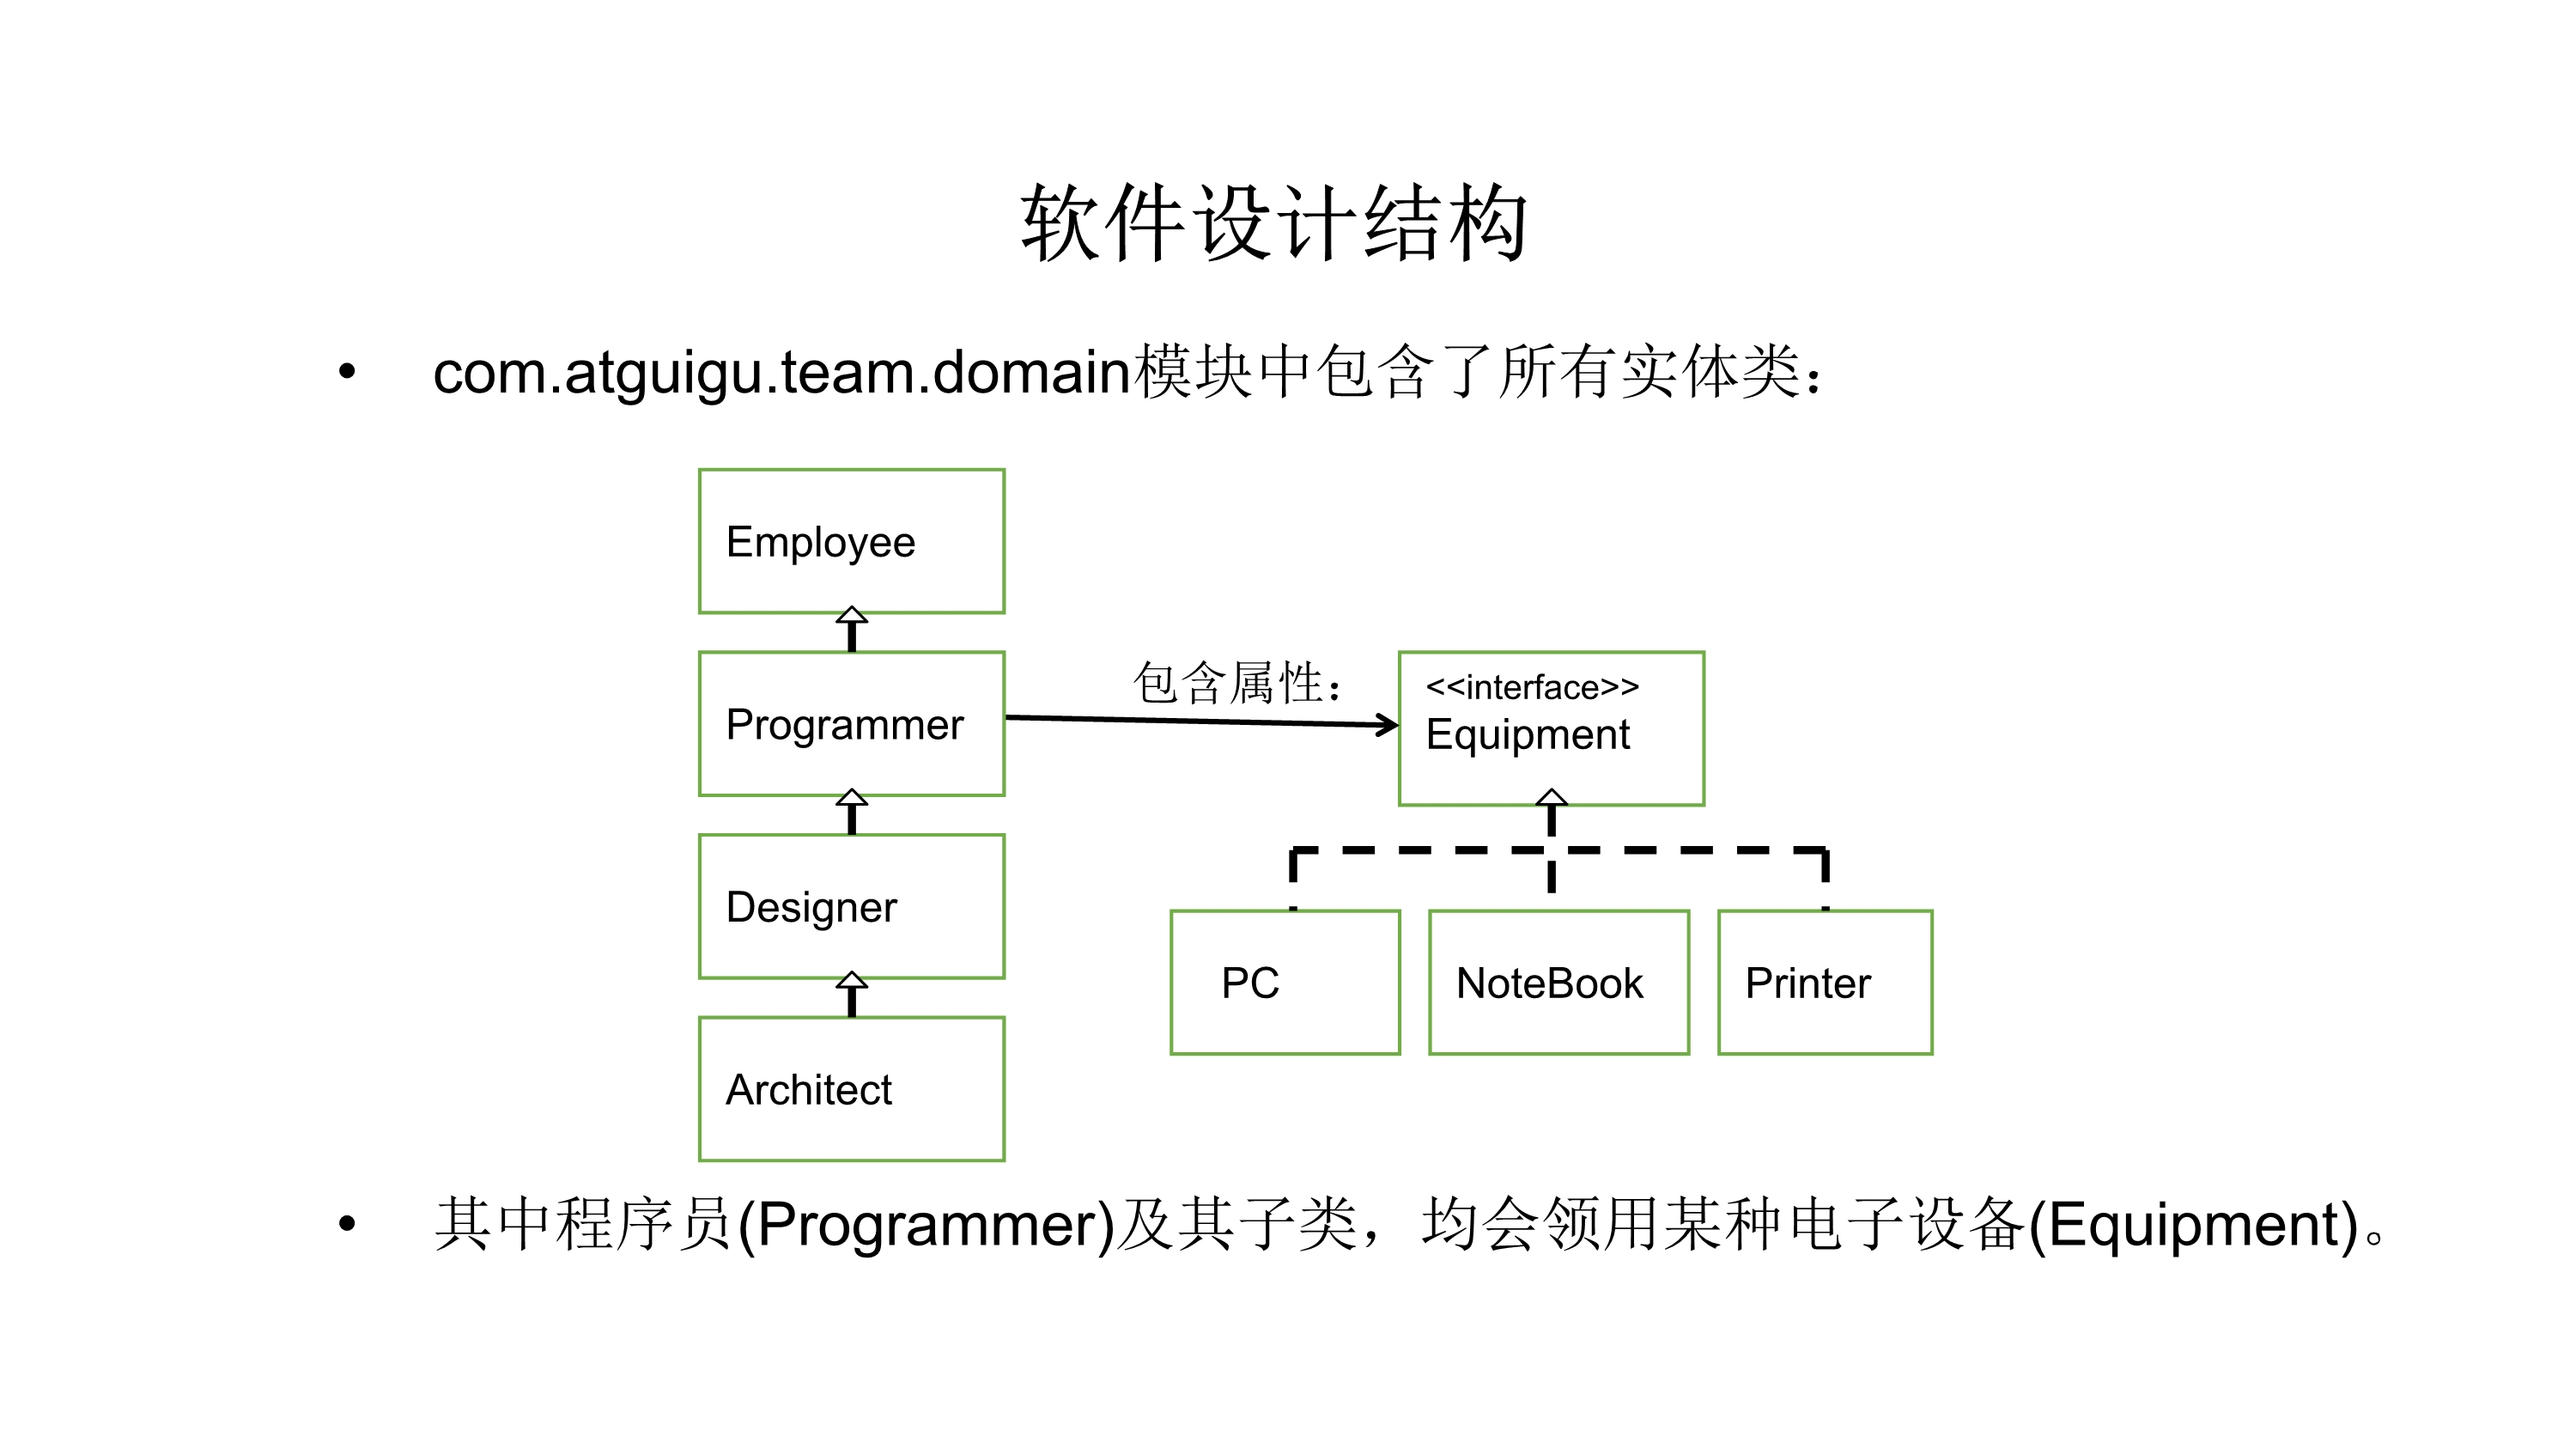 软件设计结构
• com.atguigu.team.domain模块中包含了所有实体类：
Employee
Programmer
包含属性：
<<interface>>
Equipment
Designer
PC
NoteBook
Printer
Architect
• 其中程序员(Programmer)及其子类，均会领用某种电子设备(Equipment)。